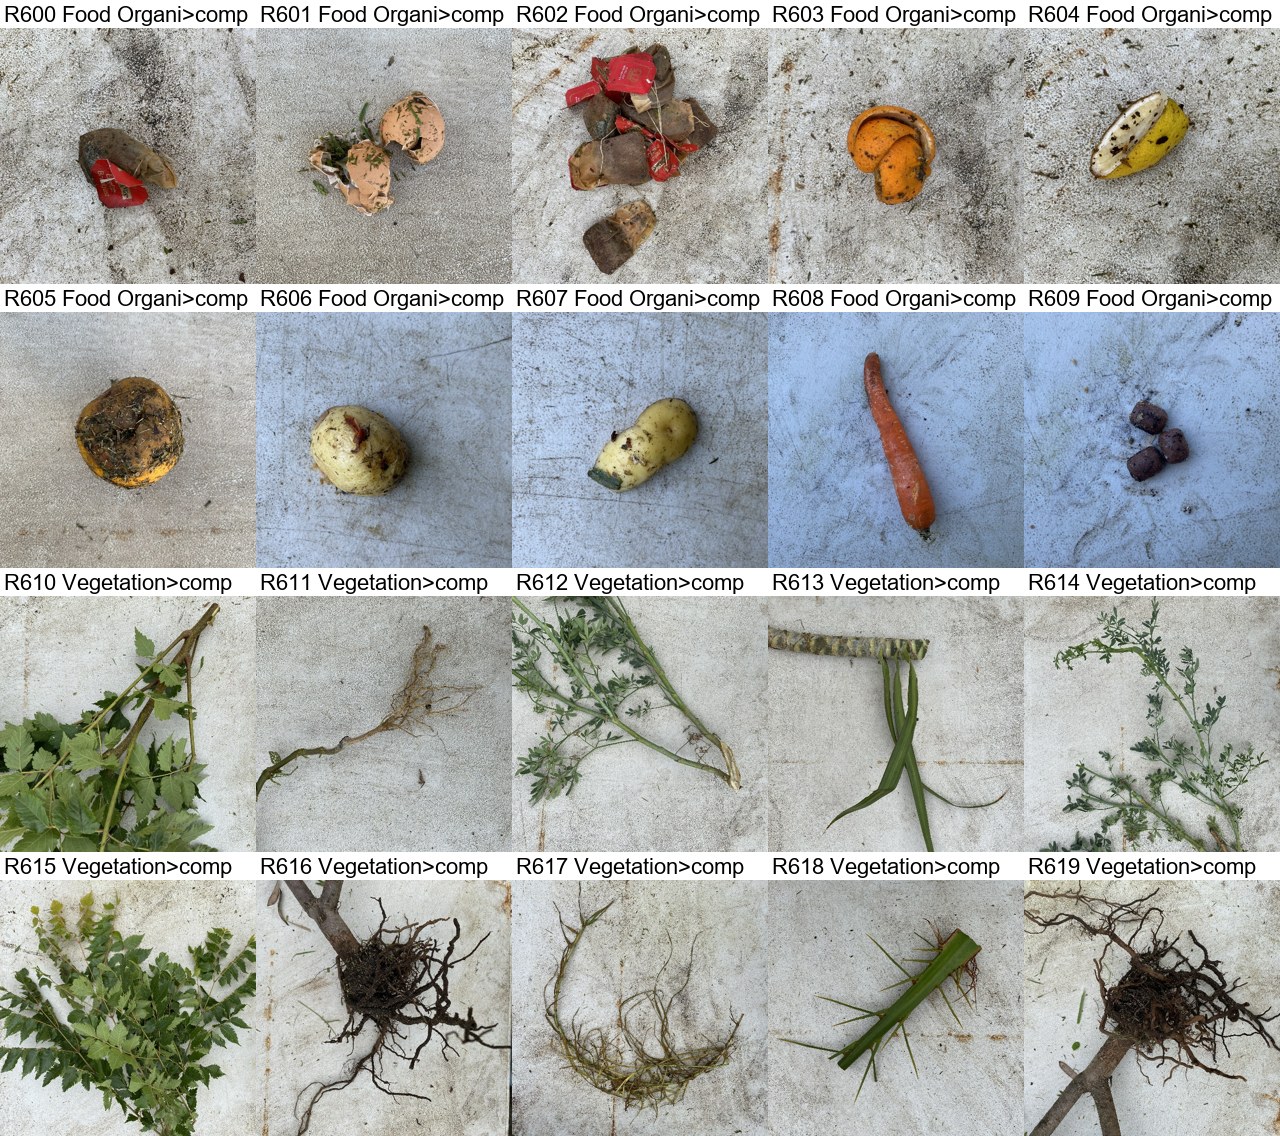 R600 Food Organi>comp
R601 Food Organi>comp
R602 Food Organi>comp
R603 Food Organi>comp
R604 Food Organi>comp
R605 Food Organi>comp
R606 Food Organi>comp
R607 Food Organi>comp
R608 Food Organi>comp
R609 Food Organi>comp
R610 Vegetation>comp
R611 Vegetation>comp
R612 Vegetation>comp
R613 Vegetation>comp
R614 Vegetation>comp
R615 Vegetation>comp
R616 Vegetation>comp
R617 Vegetation>comp
R618 Vegetation>comp
R619 Vegetation>comp